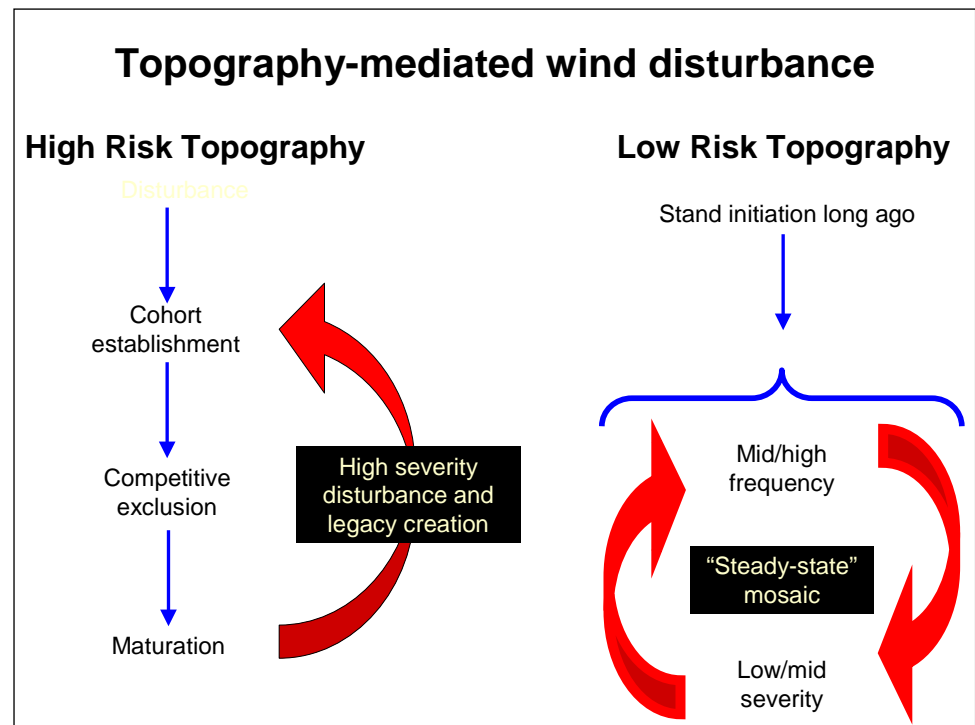 Topography-mediated wind disturbance
High Risk Topography
Disturbance
Cohort
establishment
Competitive
exclusion
Maturation
High severity
disturbance and
legacy creation
Low Risk Topography
Stand initiation long ago
Mid/high
frequency
“Steady-state”
mosaic
Low/mid
severity